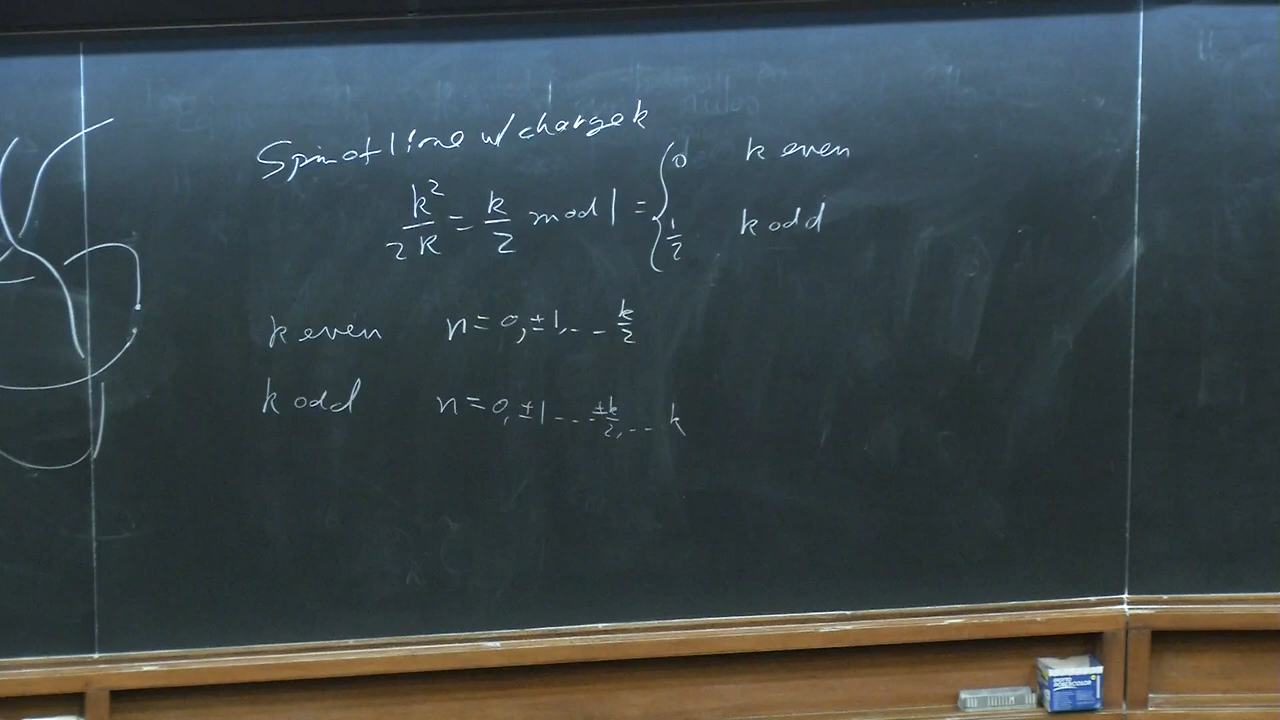 Spin of line w/ charge k
k²/2k = k/2 mod 1 = { 0 k even
1/2 k odd
k even n = 0, ±1, ... k/2
k odd n = 0, ±1 ... ±k/2, ... k